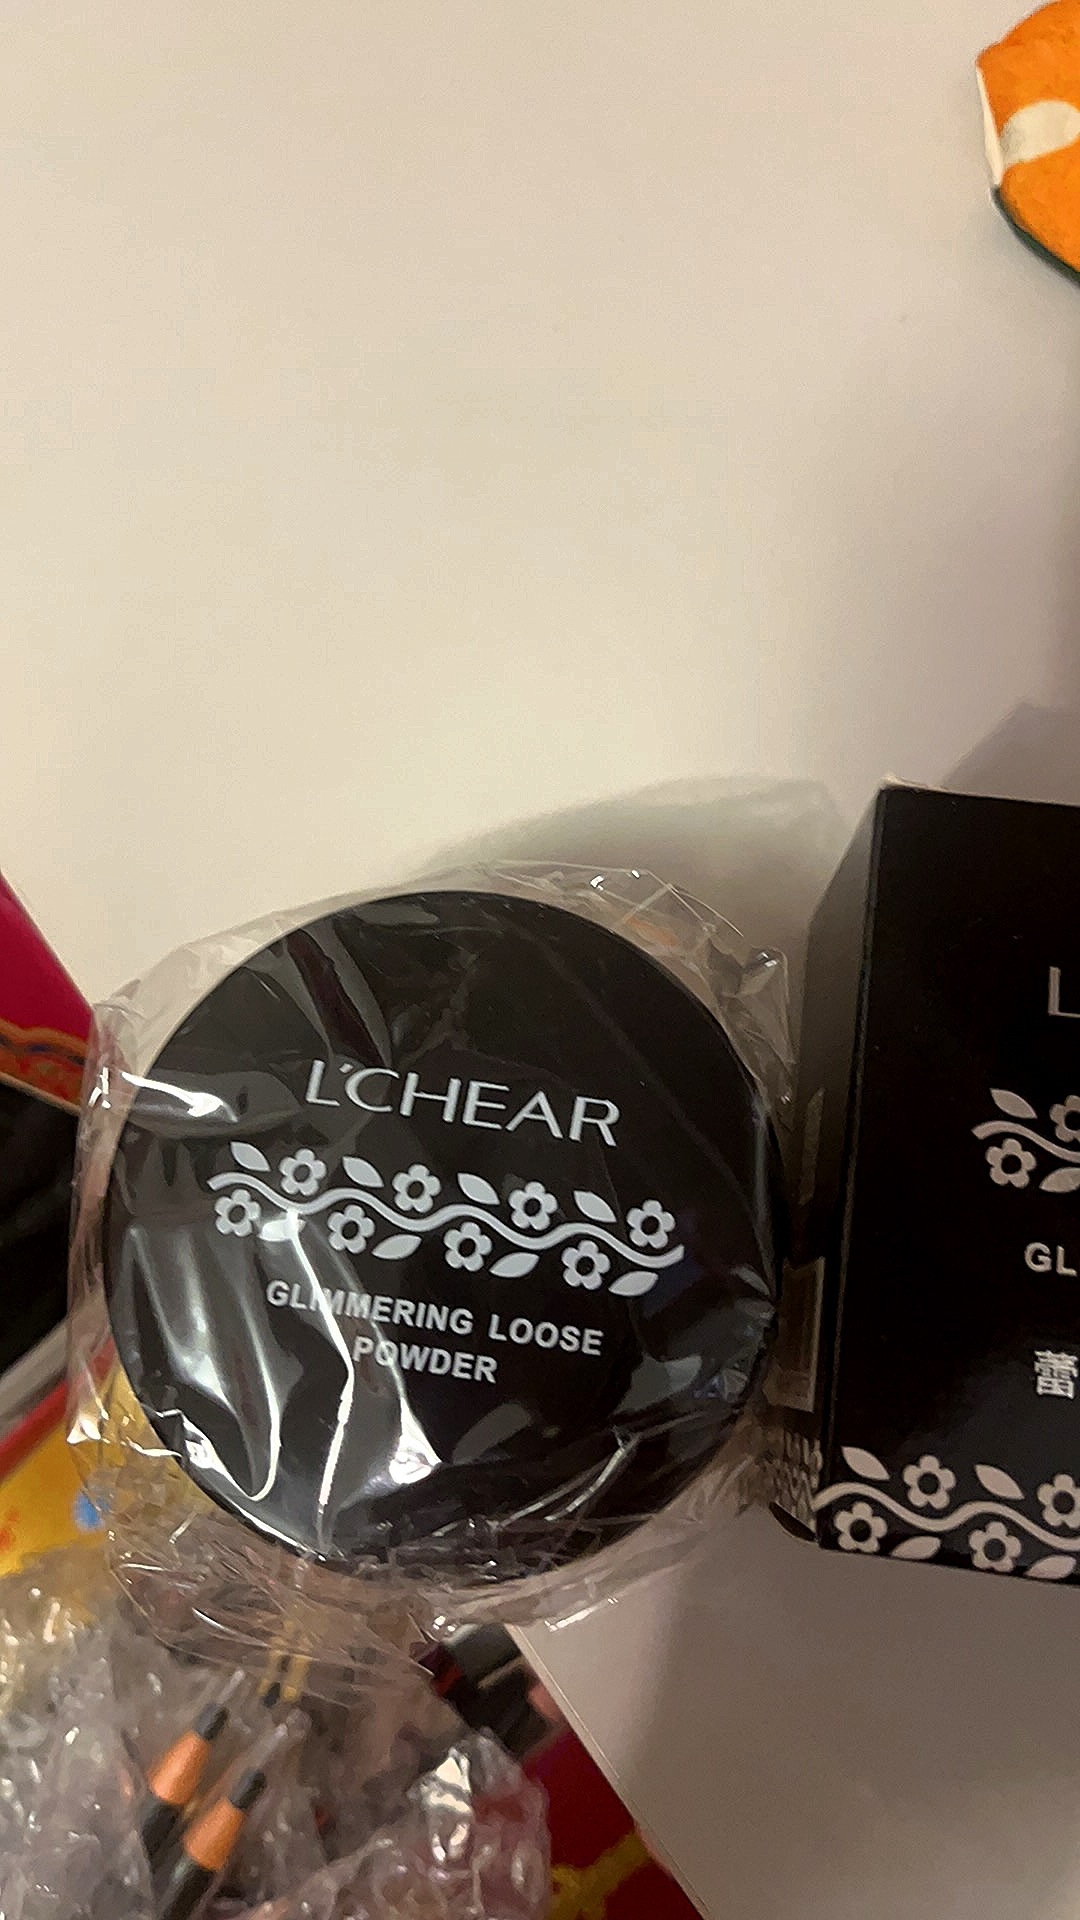 L'CHEAR
GLIMMERING LOOSE
POWDER
L
GL
蕾